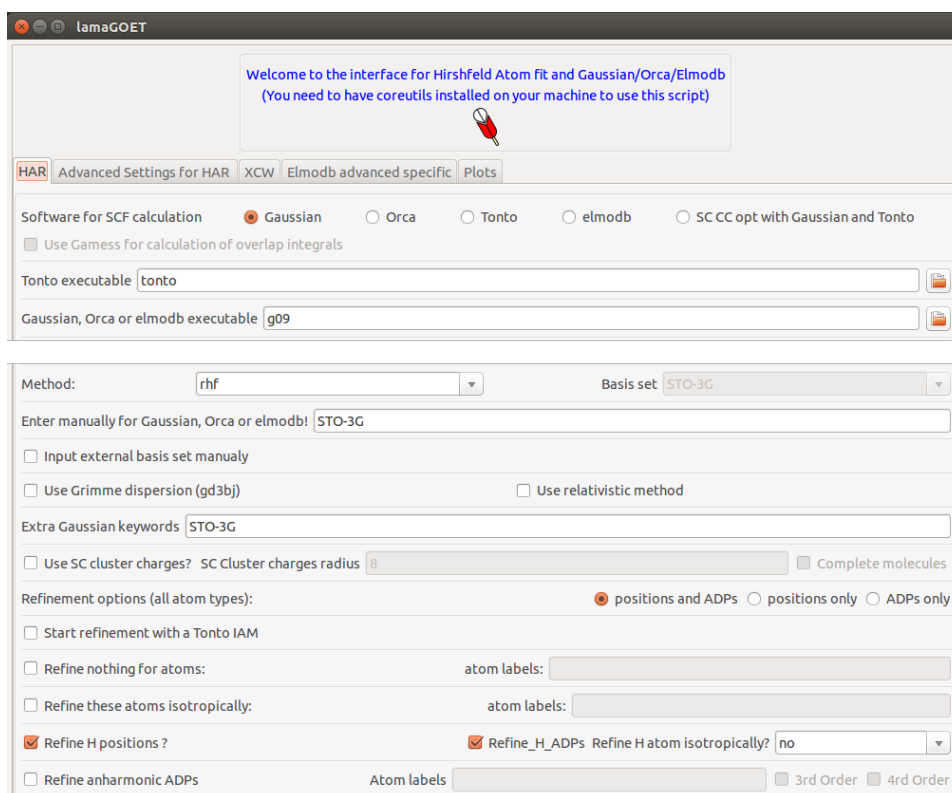 lamaGOET
Welcome to the interface for Hirshfeld Atom fit and Gaussian/Orca/Elmodb
(You need to have coreutils installed on your machine to use this script)
HAR Advanced Settings for HAR XCW Elmodb advanced specific Plots
Software for SCF calculation Gaussian Orca Tonto elmodb SC CC opt with Gaussian and Tonto
Use Gamess for calculation of overlap integrals
Tonto executable tonto
Gaussian, Orca or elmodb executable g09
Method: rhf Basis set STO-3G
Enter manually for Gaussian, Orca or elmodb! STO-3G
Input external basis set manualy
Use Grimme dispersion (gd3bj) Use relativistic method
Extra Gaussian keywords STO-3G
Use SC cluster charges? SC Cluster charges radius 8 Complete molecules
Refinement options (all atom types): positions and ADPs positions only ADPs only
Start refinement with a Tonto IAM
Refine nothing for atoms: atom labels:
Refine these atoms isotropically: atom labels:
Refine H positions ? Refine_H_ADPs Refine H atom isotropically? no
Refine anharmonic ADPs Atom labels 3rd Order 4rd Order